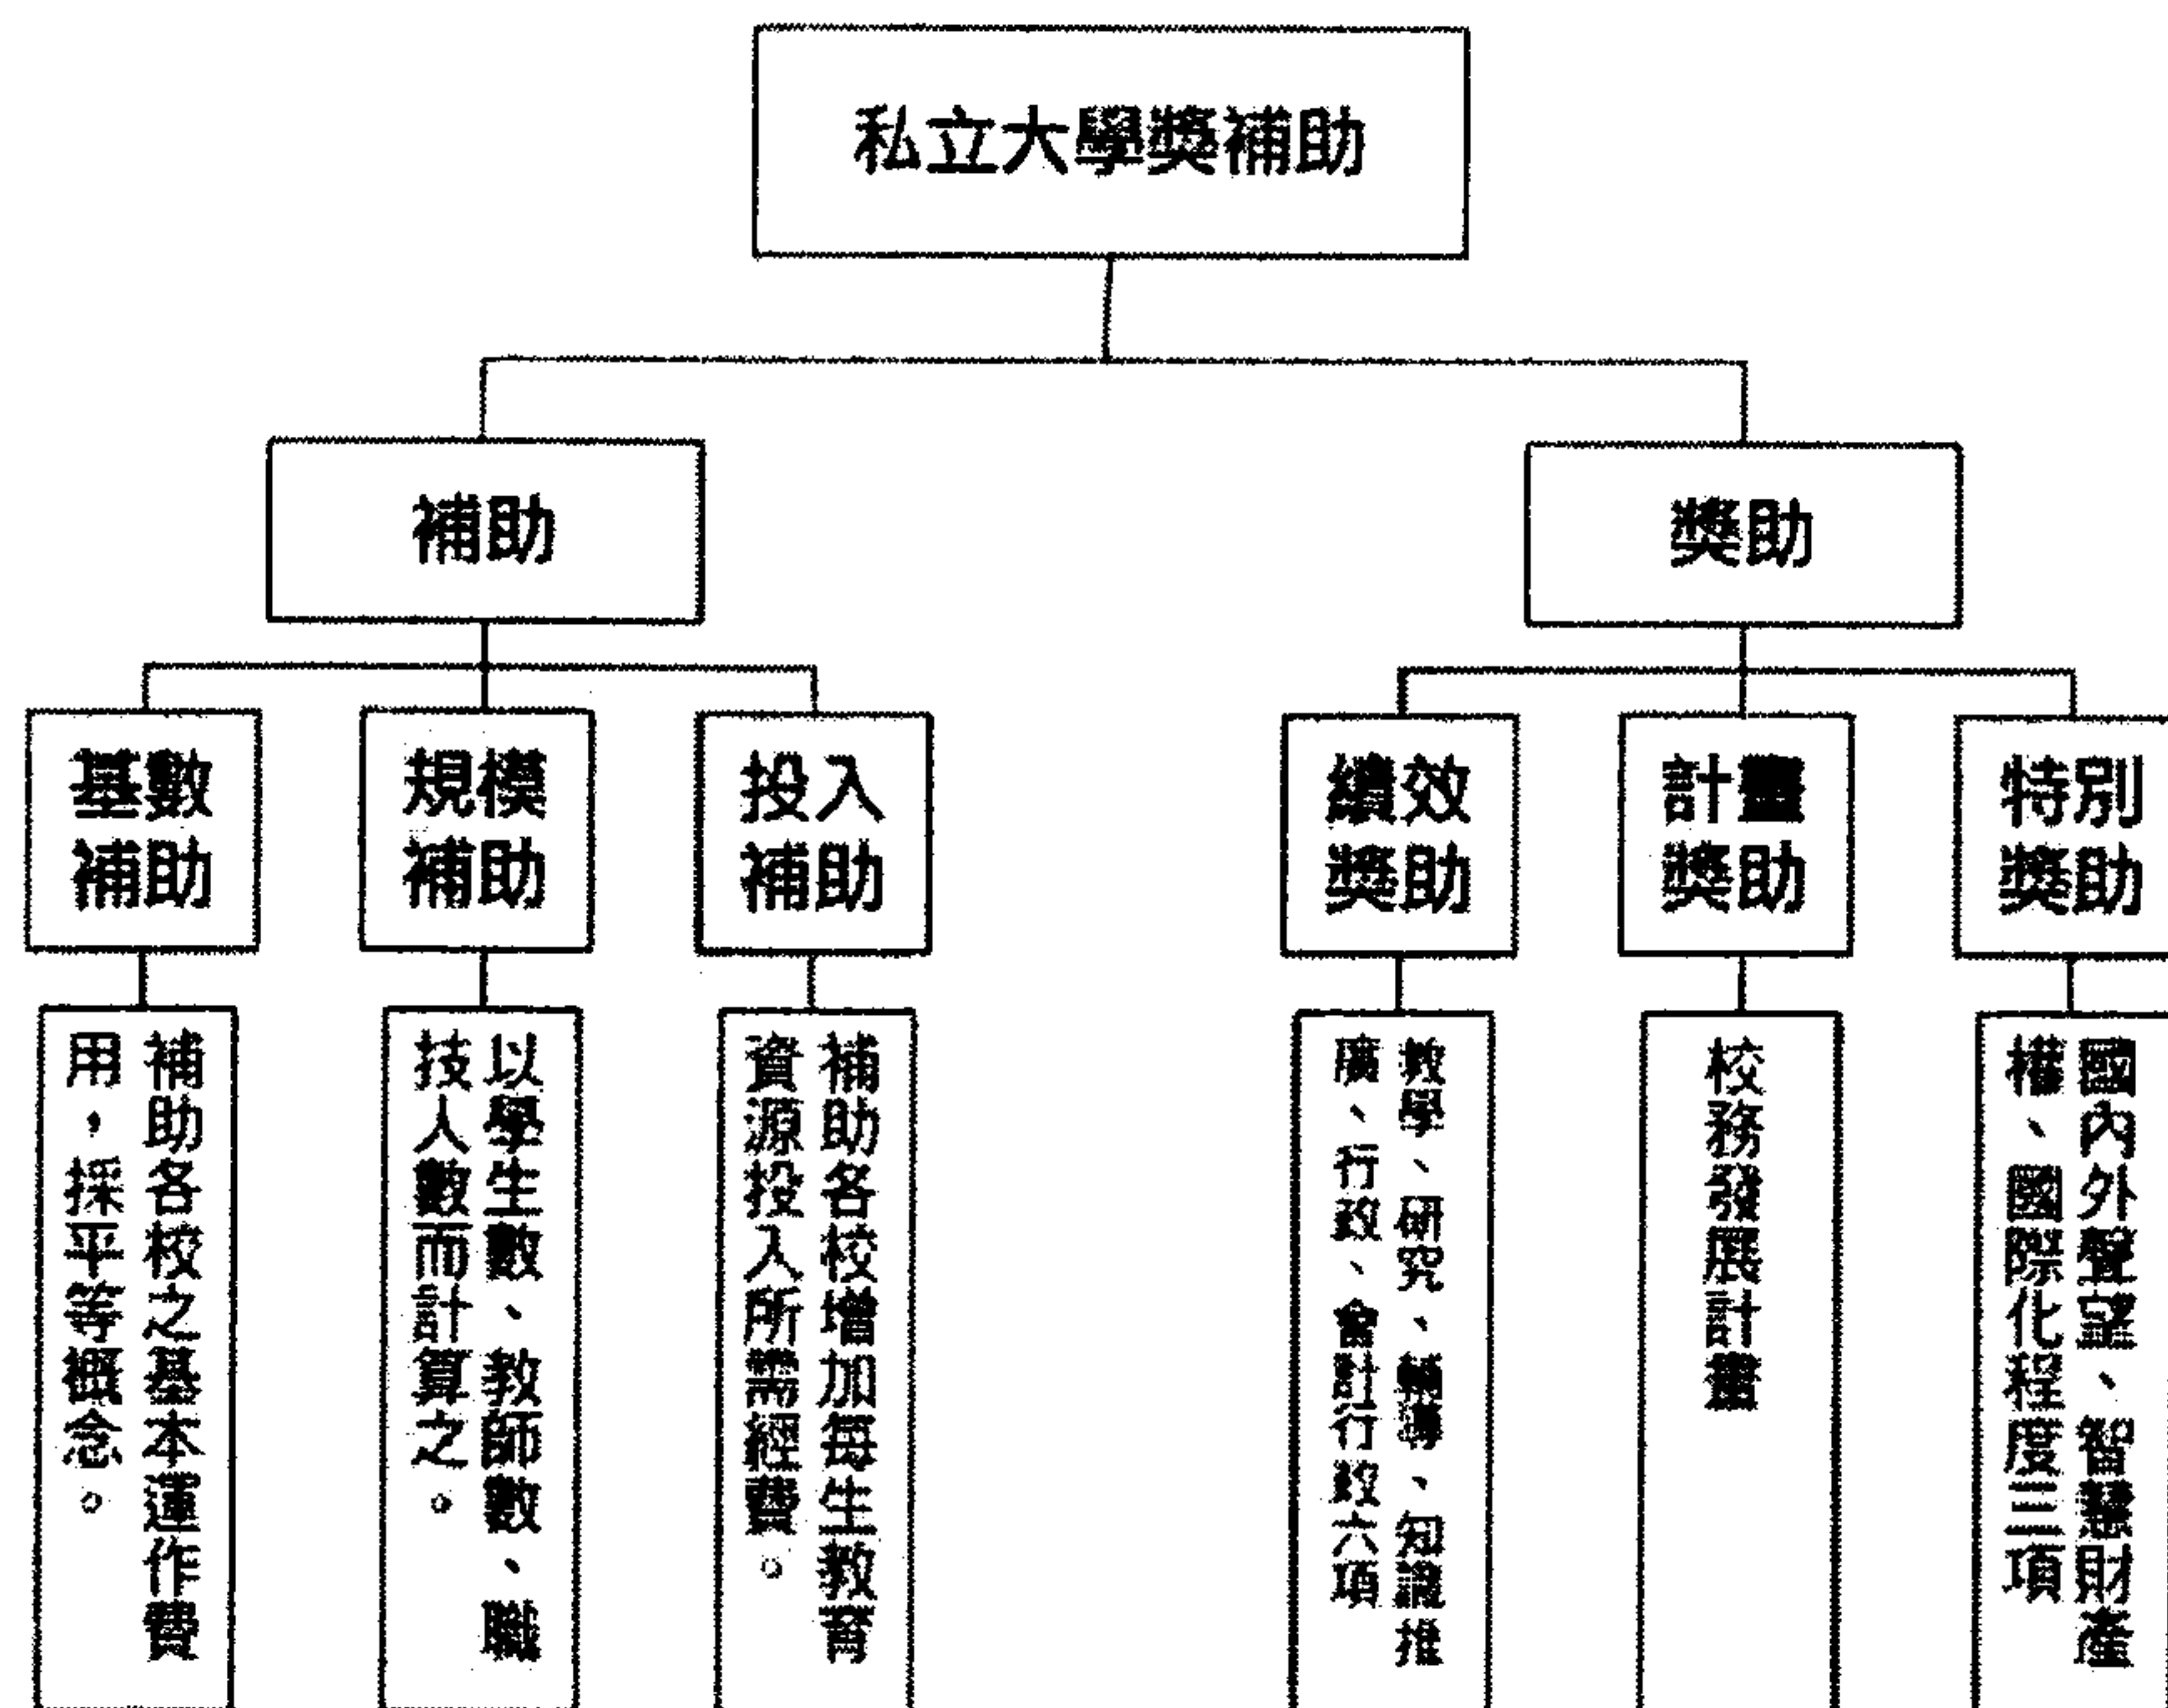 私立大學獎補助
補助
獎助
基數
補助
規模
補助
投入
補助
績效
獎助
計畫
獎助
特別
獎助
補助各校之基本運作費
用，採平等概念。
以學生數、教師數、職
技人數而計算之。
補助各校增加每生教育
資源投入所需經費。
教學、研究、輔導、知識推
廣、行政、會計行政六項
校務發展計畫
國內外聲望、智慧財產
權、國際化程度三項